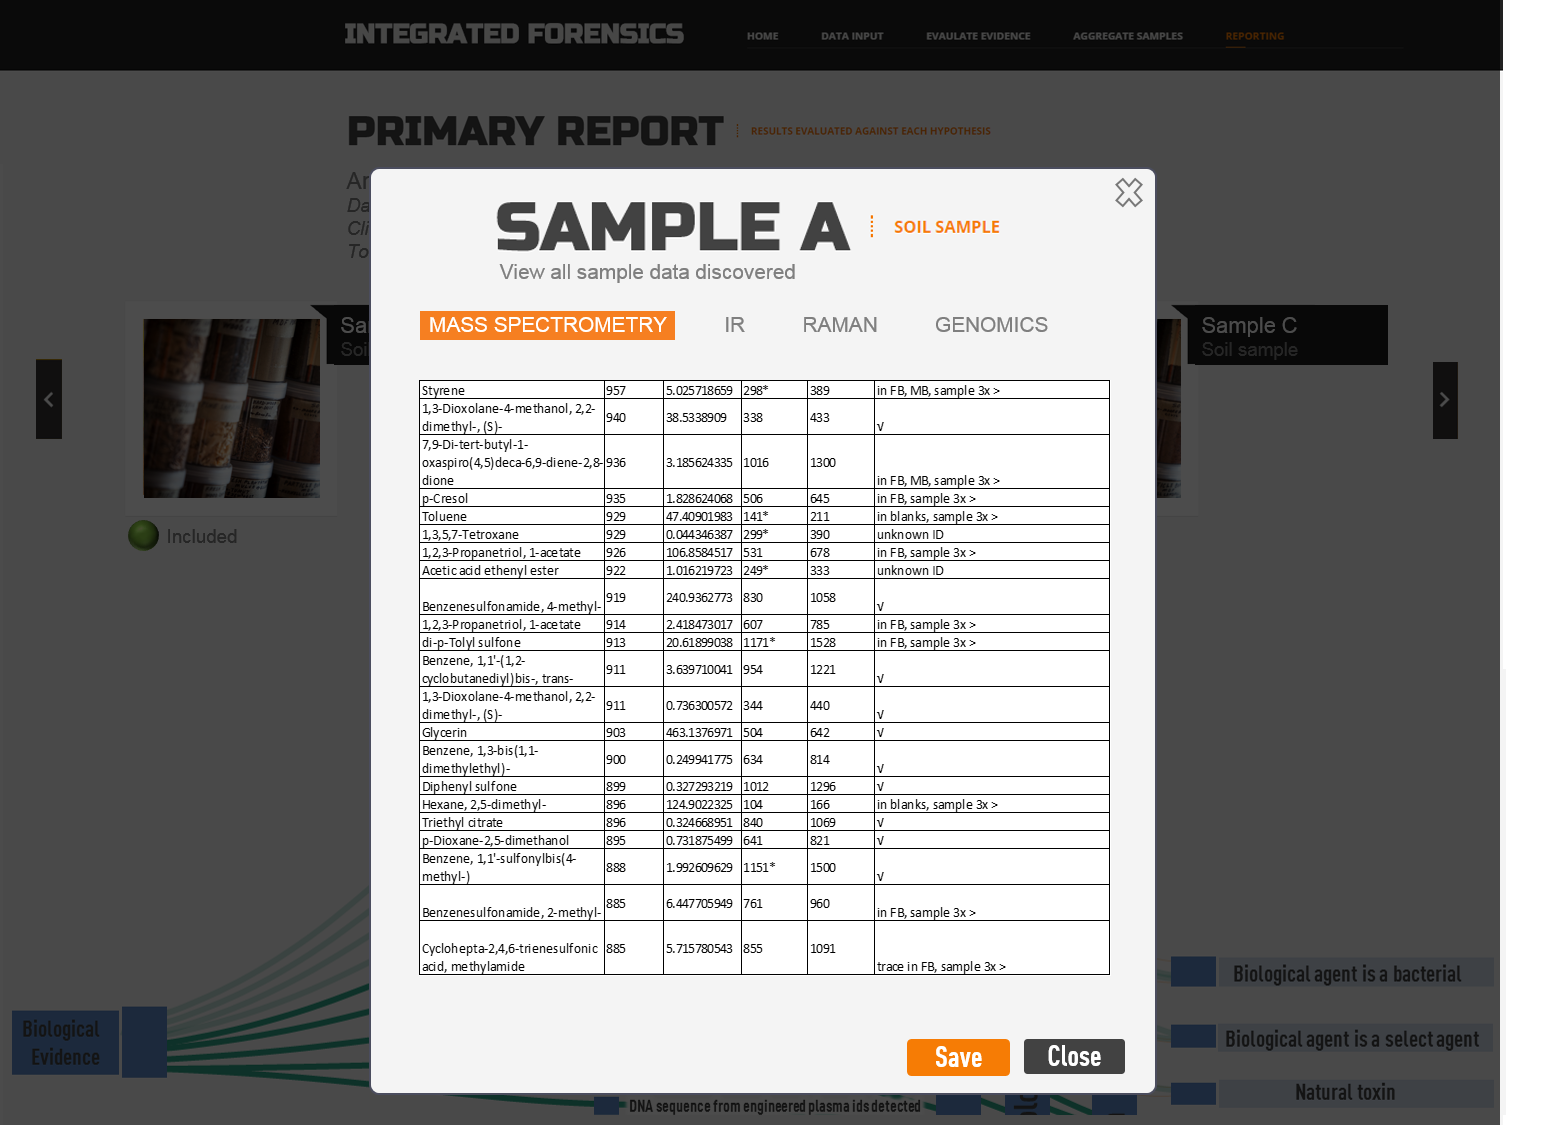 INTEGRATED FORENSICS
HOME DATA INPUT EVAULATE EVIDENCE AGGREGATE SAMPLES REPORTING
PRIMARY REPORT RESULTS EVALUATED AGAINST EACH HYPOTHESIS
SAMPLE A SOIL SAMPLE
View all sample data discovered
MASS SPECTROMETRY IR RAMAN GENOMICS
Sample C
Soil sample
Included
Styrene 957 5.025718659 298* 389 in FB, MB, sample 3x >
1,3-Dioxolane-4-methanol, 2,2-
dimethyl-, (S)- 940 38.5338909 338 433 √
7,9-Di-tert-butyl-1-
oxaspiro(4,5)deca-6,9-diene-2,8- 936 3.185624335 1016 1300
dione in FB, MB, sample 3x >
p-Cresol 935 1.828624068 506 645 in FB, sample 3x >
Toluene 929 47.40901983 141* 211 in blanks, sample 3x >
1,3,5,7-Tetroxane 929 0.044346387 299* 390 unknown ID
1,2,3-Propanetriol, 1-acetate 926 106.8584517 531 678 in FB, sample 3x >
Acetic acid ethenyl ester 922 1.016219723 249* 333 unknown ID
Benzenesulfonamide, 4-methyl- 919 240.9362773 830 1058 √
1,2,3-Propanetriol, 1-acetate 914 2.418473017 607 785 in FB, sample 3x >
di-p-Tolyl sulfone 913 20.61899038 1171* 1528 in FB, sample 3x >
Benzene, 1,1'-(1,2-
cyclobutanediyl)bis-, trans- 911 3.639710041 954 1221 √
1,3-Dioxolane-4-methanol, 2,2-
dimethyl-, (S)- 911 0.736300572 344 440 √
Glycerin 903 463.1376971 504 642 √
Benzene, 1,3-bis(1,1-
dimethylethyl)- 900 0.249941775 634 814 √
Diphenyl sulfone 899 0.327293219 1012 1296 √
Hexane, 2,5-dimethyl- 896 124.9022325 104 166 in blanks, sample 3x >
Triethyl citrate 896 0.324668951 840 1069 √
p-Dioxane-2,5-dimethanol 895 0.731875499 641 821 √
Benzene, 1,1'-sulfonylbis(4-
methyl-) 888 1.992609629 1151* 1500 √
Benzenesulfonamide, 2-methyl- 885 6.447705949 761 960 in FB, sample 3x >
Cyclohepta-2,4,6-trienesulfonic 885 5.715780543 855 1091
acid, methylamide trace in FB, sample 3x >
Save Close
Biological
Evidence
Biological agent is a bacterial
Biological agent is a select agent
Natural toxin
DNA sequence from engineered plasma ids detected